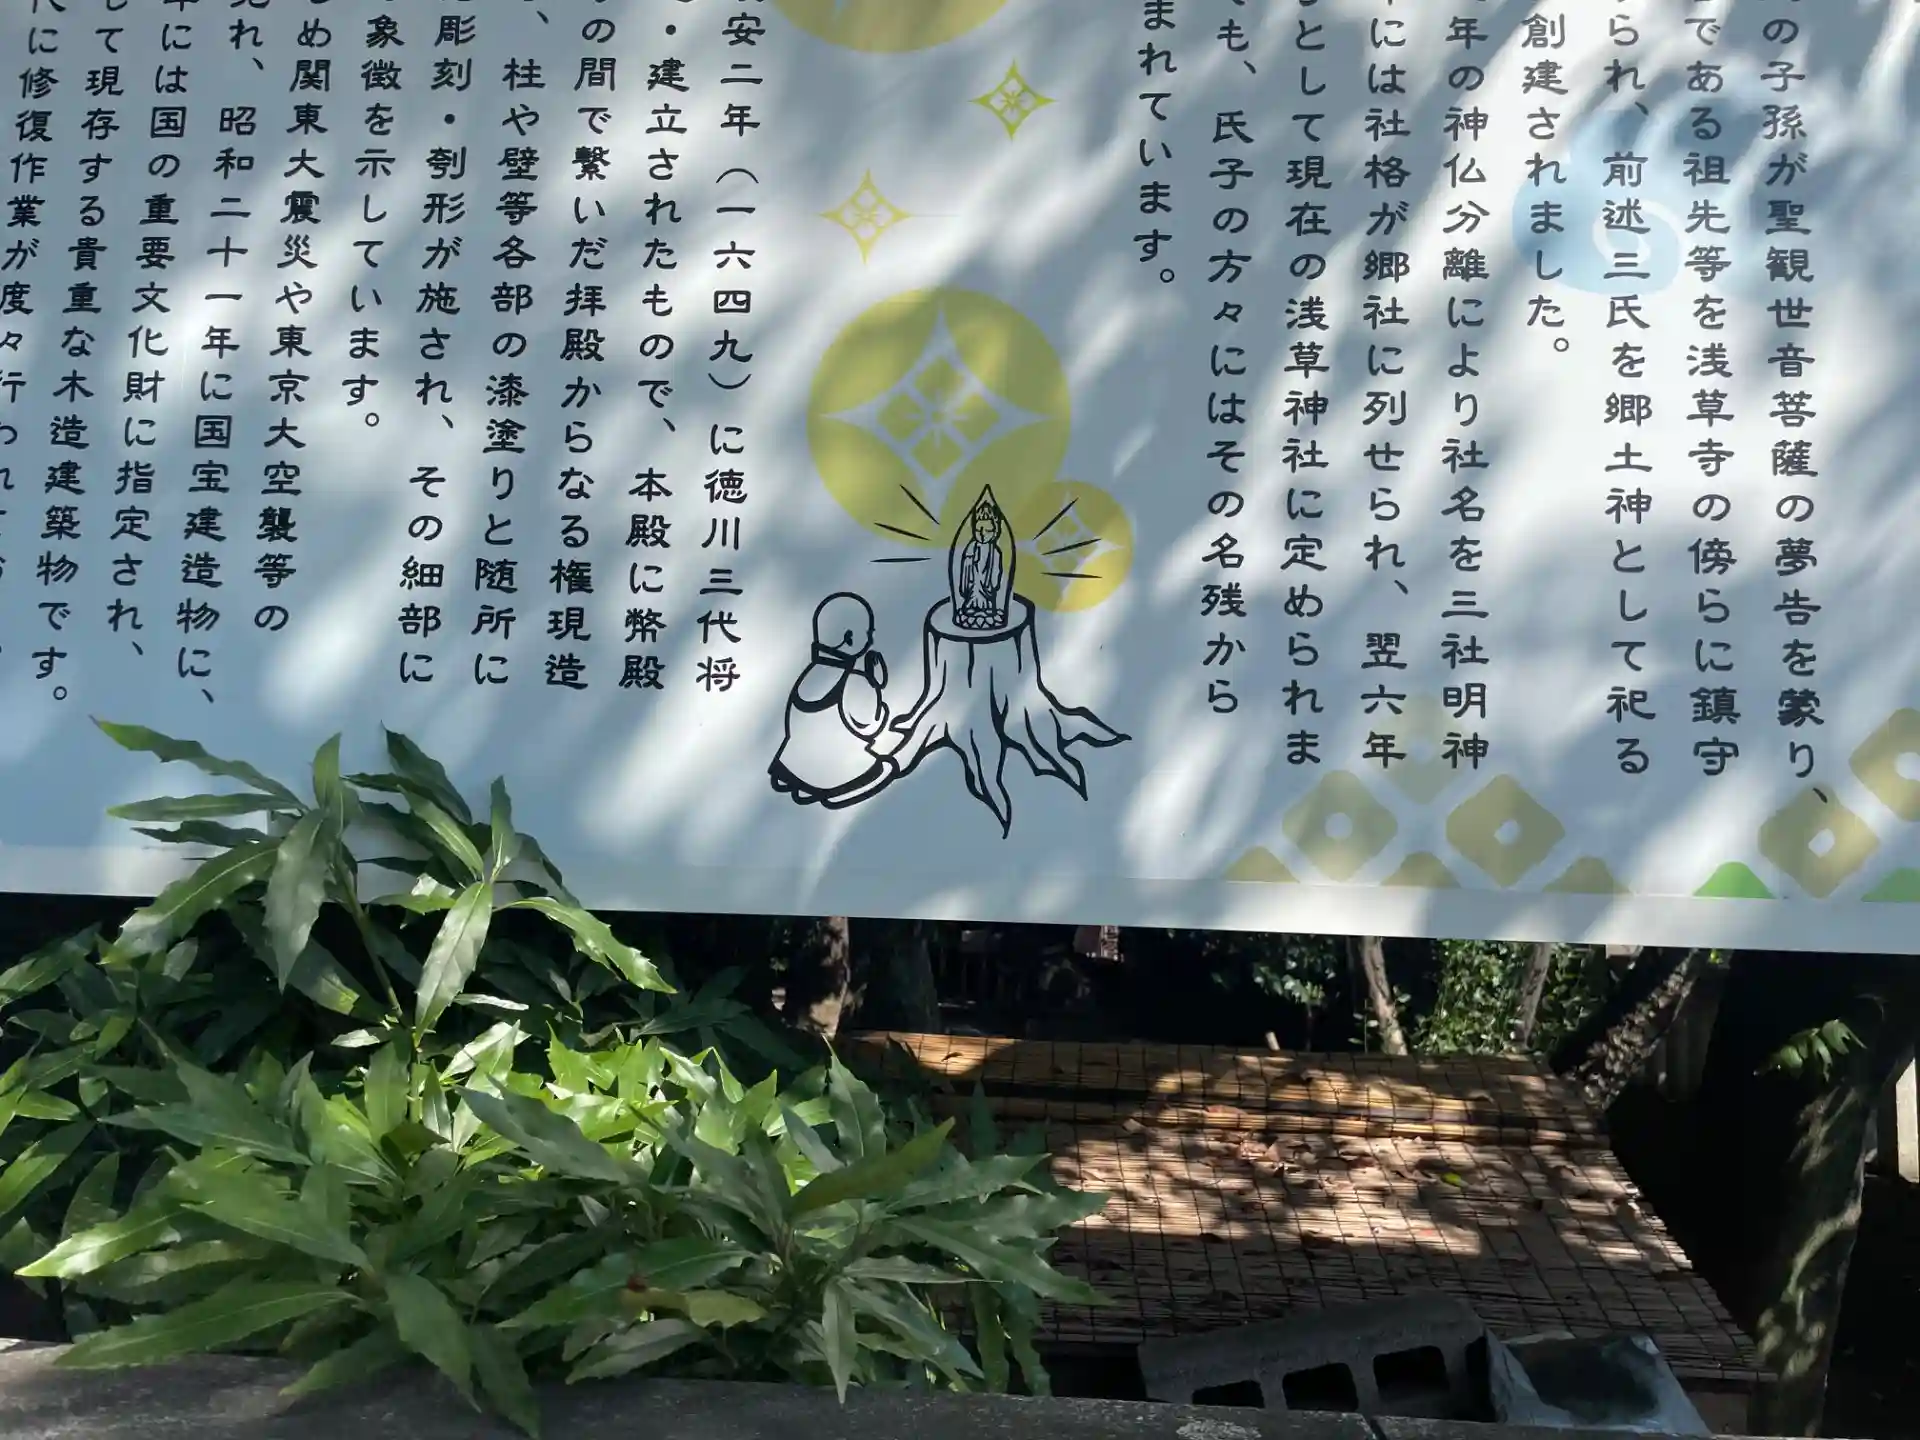 の子孫が聖観世音菩薩の夢告を蒙り、
である祖先等を浅草寺の傍らに鎮守
られ、前述三氏を郷土神として祀る
創建されました。
年の神仏分離により社名を三社明神
には社格が郷社に列せられ、翌六年
として現在の浅草神社に定められま
も、氏子の方々にはその名残から
まれています。
安二年（一六四九）に徳川三代将
・建立されたもので、本殿に幣殿
の間で繋いだ拝殿からなる権現造
、柱や壁等各部の漆塗りと随所に
彫刻・刳形が施され、その細部に
象徴を示しています。
め関東大震災や東京大空襲等の
れ、昭和二十一年に国宝建造物に、
には国の重要文化財に指定され、
して現存する貴重な木造建築物です。
に修復作業が度々行われて